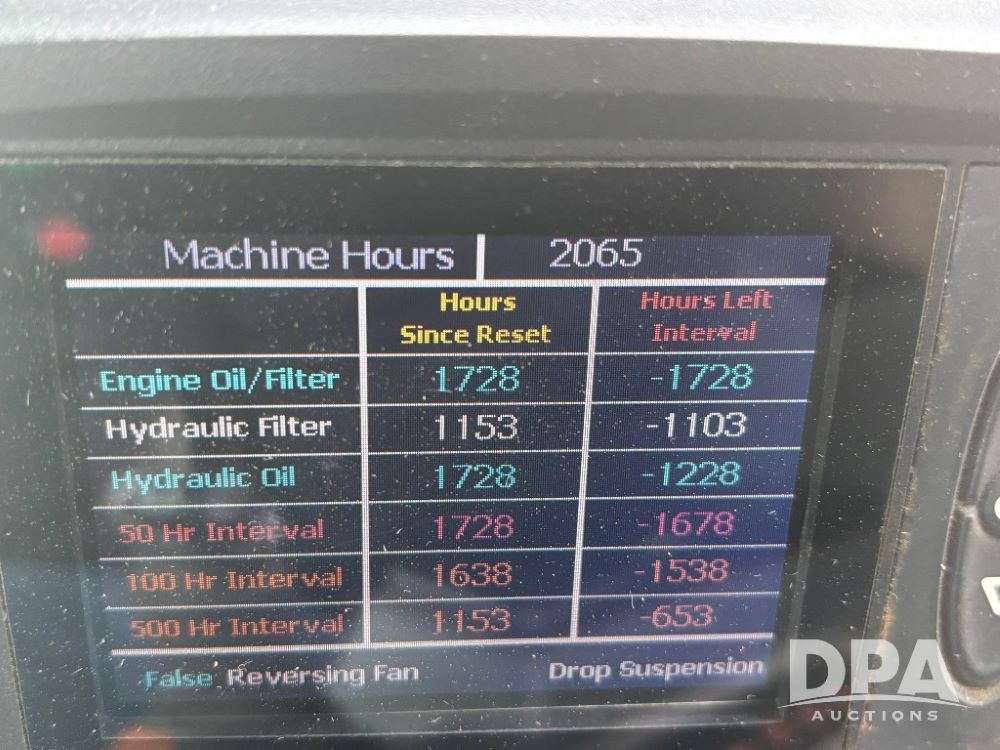 Machine Hours 2065
Hours Since Reset Hours Left Interval
Engine Oil/Filter 1728 -1728
Hydraulic Filter 1153 -1103
Hydraulic Oil 1728 -1228
50 Hr Interval 1728 -1678
100 Hr Interval 1638 -1538
500 Hr Interval 1153 -653
False Reversing Fan Drop Suspension
DPA
AUCTIONS